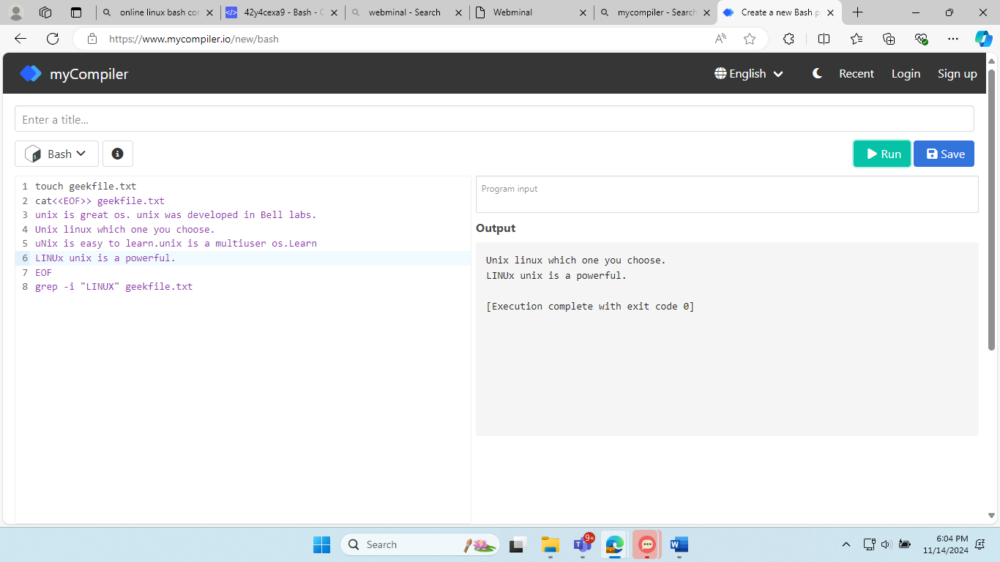 online linux bash cor
42y4cexa9 - Bash - C
webminal - Search
Webminal
mycompiler - Search
Create a new Bash p
https://www.mycompiler.io/new/bash
myCompiler
English
Recent
Login
Sign up
Enter a title...
Bash
Run
Save
1 touch geekfile.txt
2 cat<<EOF>> geekfile.txt
3 unix is great os. unix was developed in Bell labs.
4 Unix linux which one you choose.
5 uNix is easy to learn.unix is a multiuser os.Learn
6 LINUx unix is a powerful.
7 EOF
8 grep -i "LINUX" geekfile.txt
Program input
Output
Unix linux which one you choose.
LINUx unix is a powerful.
[Execution complete with exit code 0]
Search
9+
6:04 PM
11/14/2024